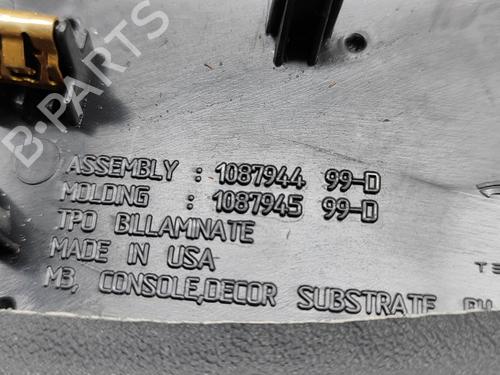 ASSEMBLY : 1087944 99-D
MOLDING : 1087945 99-D
TPO BILLAMINATE
MADE IN USA
M3, CONSOLE,DECOR SUBSTRATE
B-PARTS